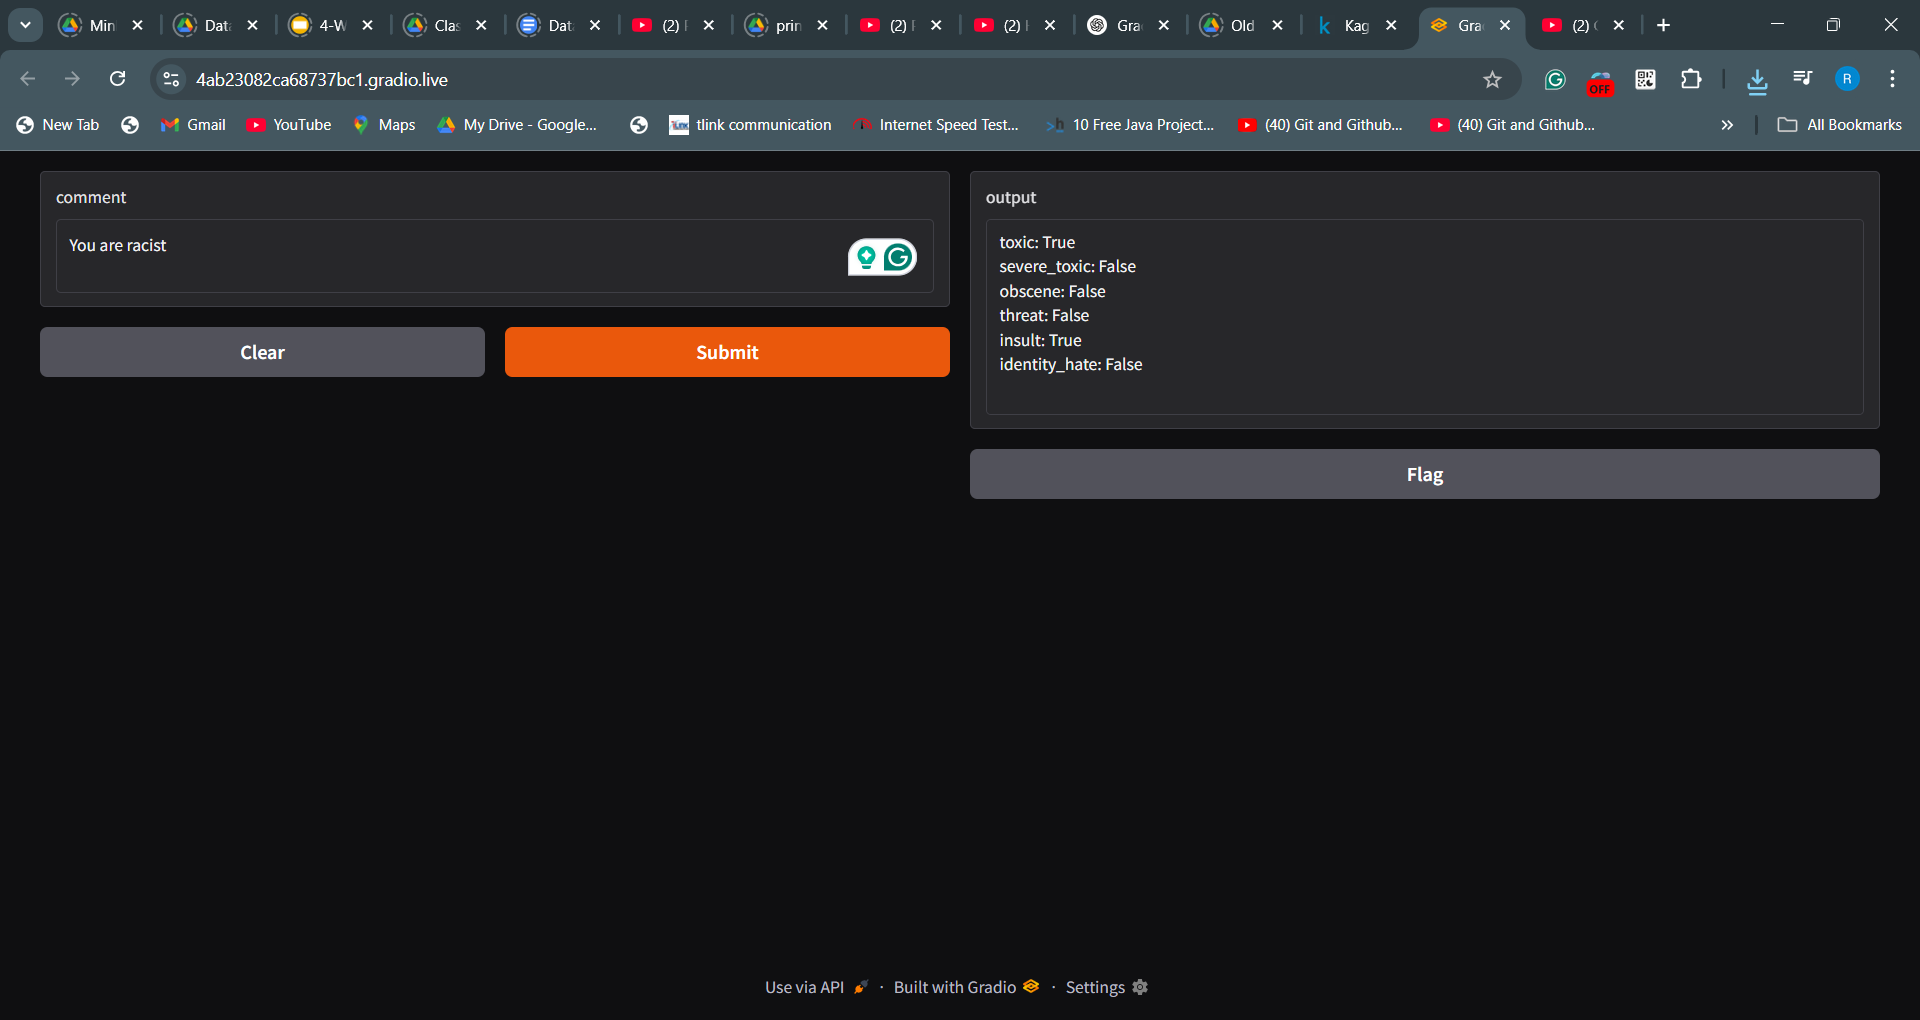 Min
Data
4-W
Clas
Dat
(2) F
prin
(2) F
(2) H
Grad
Old
Kag
Grad
(2) C
4ab23082ca68737bc1.gradio.live
OFF
R
New Tab
Gmail
YouTube
Maps
My Drive - Google...
tlink communication
Internet Speed Test...
10 Free Java Project...
(40) Git and Github...
(40) Git and Github...
All Bookmarks
comment
You are racist
Clear
Submit
output
toxic: True
severe_toxic: False
obscene: False
threat: False
insult: True
identity_hate: False
Flag
Use via API · Built with Gradio · Settings